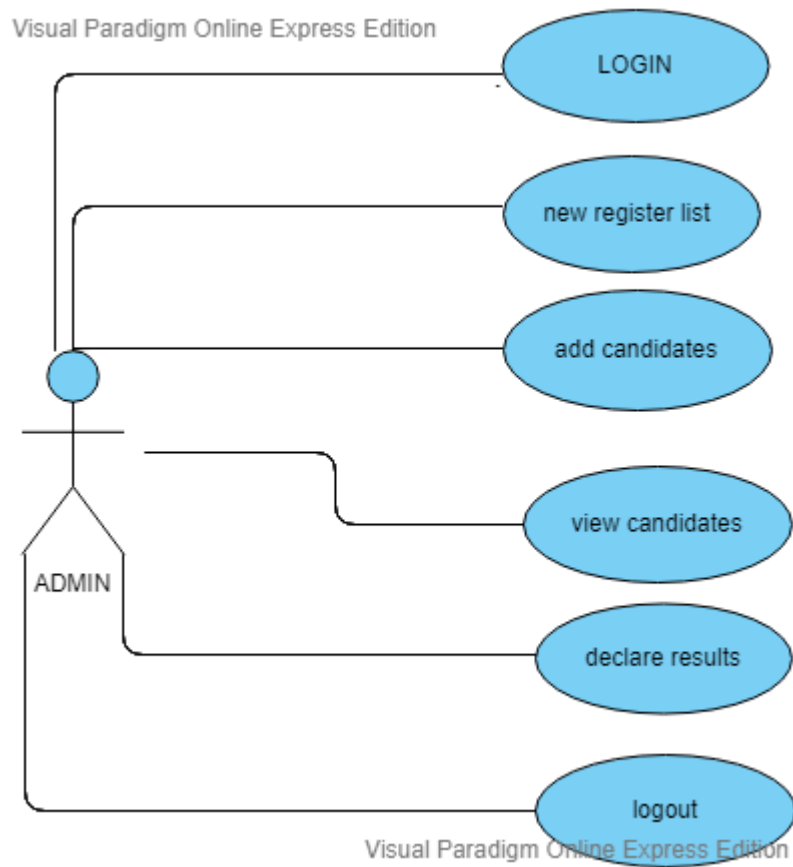 Visual Paradigm Online Express Edition
LOGIN
new register list
add candidates
view candidates
ADMIN
declare results
logout
Visual Paradigm Online Express Edition